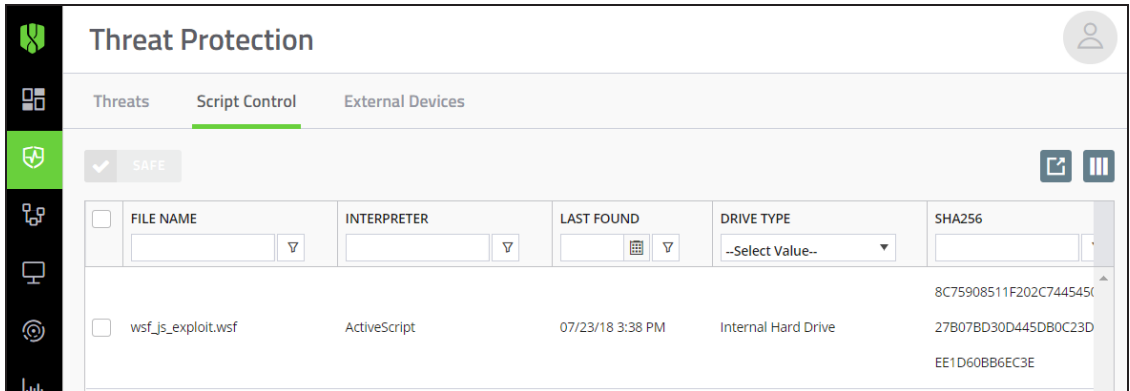 Threat Protection
Threats Script Control External Devices
SAFE
FILE NAME INTERPRETER LAST FOUND DRIVE TYPE SHA256
--Select Value--
8C75908511F202C7445450
wsf_js_exploit.wsf ActiveScript 07/23/18 3:38 PM Internal Hard Drive 27B07BD30D445DB0C23D
EE1D60BB6EC3E